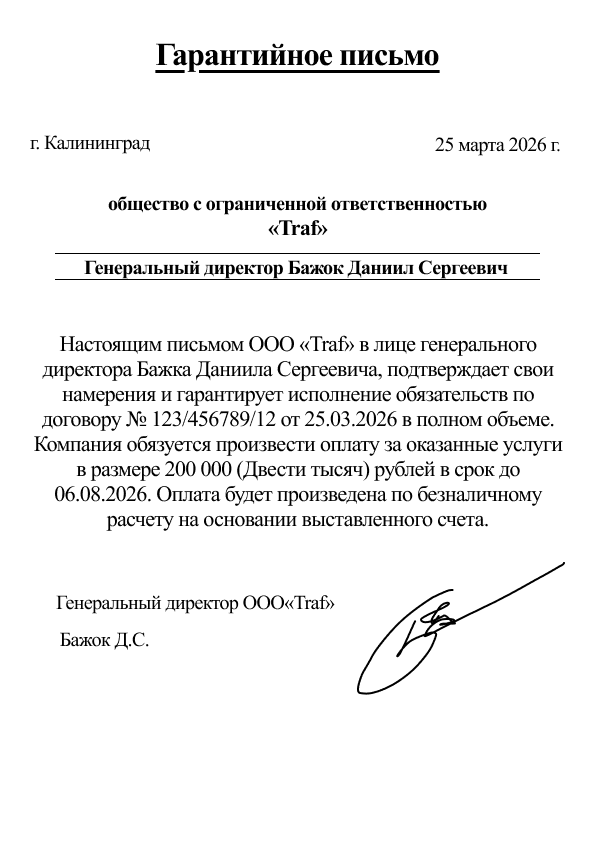 Гарантийное письмо
г. Калининград
25 марта 2026 г.
общество с ограниченной ответственностью
«Traf»
Генеральный директор Бажок Даниил Сергеевич
Настоящим письмом ООО «Traf» в лице генерального
директора Бажка Даниила Сергеевича, подтверждает свои
намерения и гарантирует исполнение обязательств по
договору № 123/456789/12 от 25.03.2026 в полном объеме.
Компания обязуется произвести оплату за оказанные услуги
в размере 200 000 (Двести тысяч) рублей в срок до
06.08.2026. Оплата будет произведена по безналичному
расчету на основании выставленного счета.
Генеральный директор ООО«Traf»
Бажок Д.С.